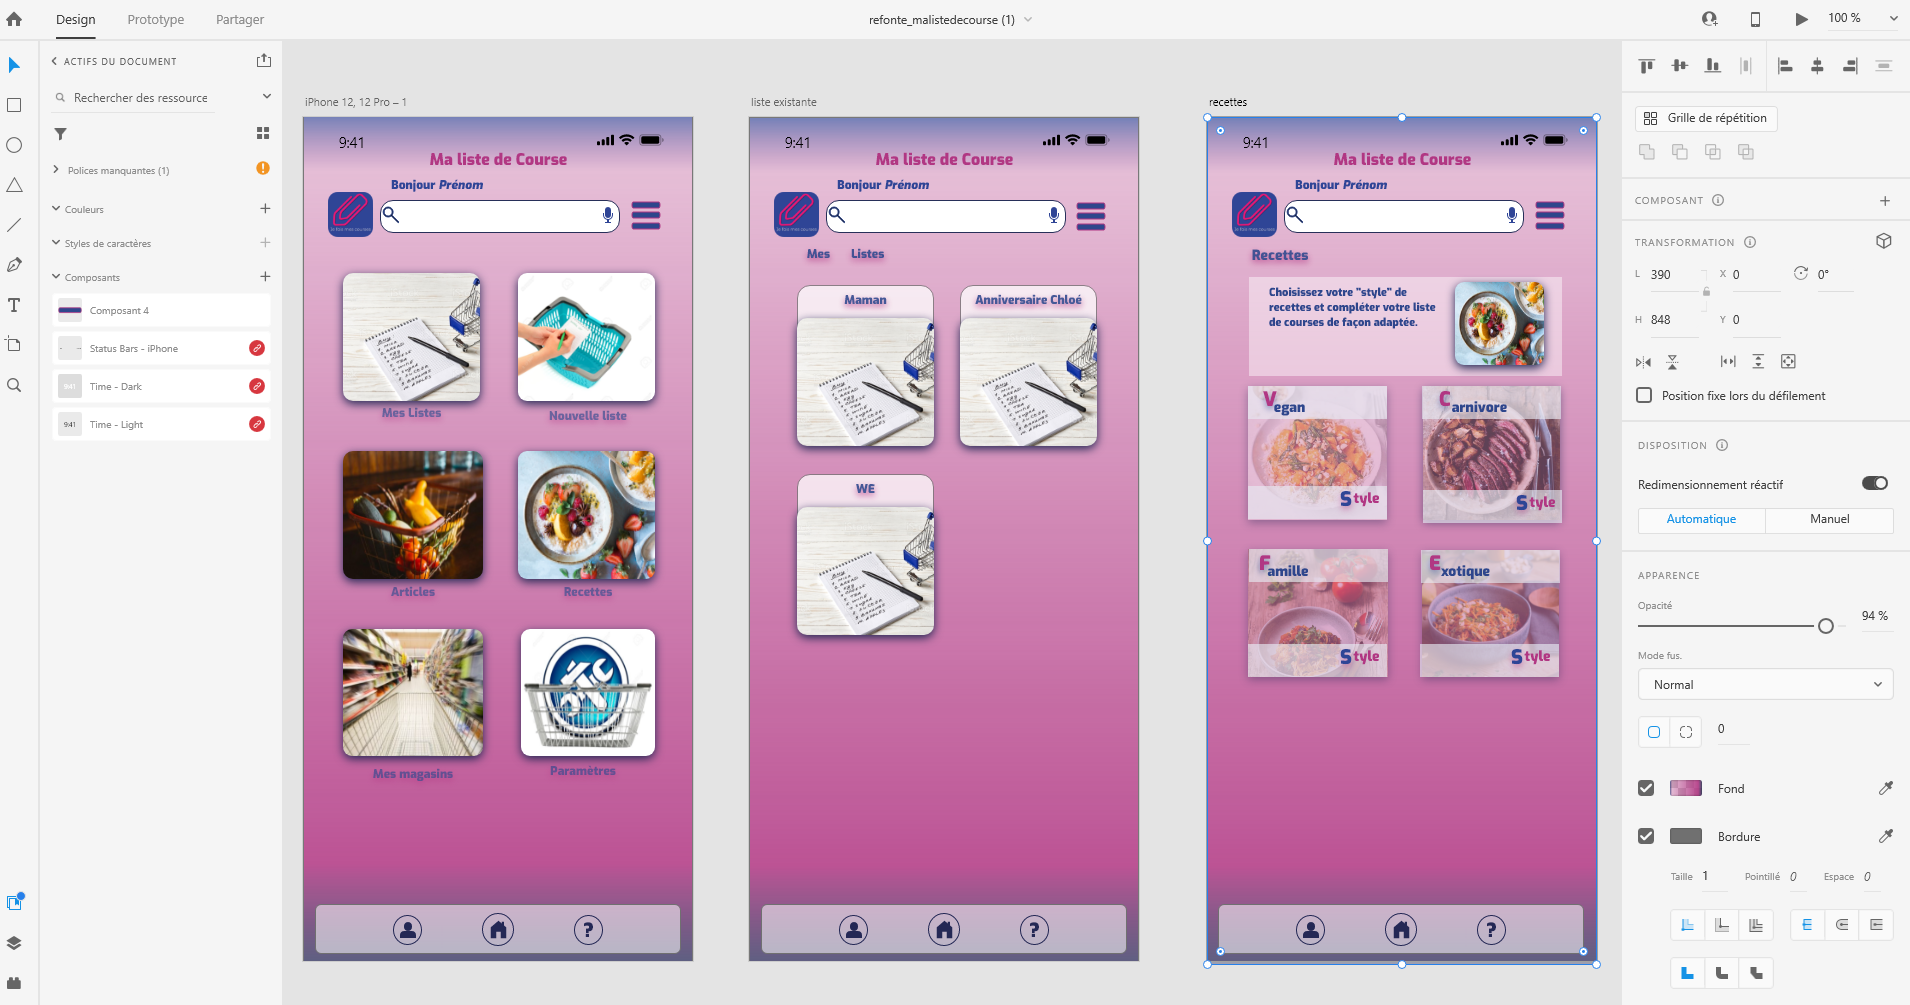 Design
Prototype
Partager
refonte_malistedecourse (1)
100 %
ACTIFS DU DOCUMENT
Rechercher des ressource
Polices manquantes (1)
Couleurs
Styles de caractères
Composants
Composant 4
Status Bars - iPhone
9:41
Time - Dark
9:41
Time - Light
iPhone 12, 12 Pro – 1
9:41
Ma liste de Course
Bonjour Prénom
Mes Listes
Nouvelle liste
Articles
Recettes
Mes magasins
Paramètres
?
liste existante
9:41
Ma liste de Course
Bonjour Prénom
Mes Listes
Maman
Anniversaire Chloé
WE
?
recettes
9:41
Ma liste de Course
Bonjour Prénom
Recettes
Choisissez votre "style" de
recettes et compléter votre liste
de courses de façon adaptée.
Vegan
Style
Carnivore
Style
Famille
Style
Exotique
Style
?
Grille de répétition
COMPOSANT
TRANSFORMATION
L 390 X 0 0°
H 848 Y 0
Position fixe lors du défilement
DISPOSITION
Redimensionnement réactif
Automatique
Manuel
APPARENCE
Opacité
94 %
Mode fus.
Normal
0
Fond
Bordure
Taille 1 Pointillé 0 Espace 0